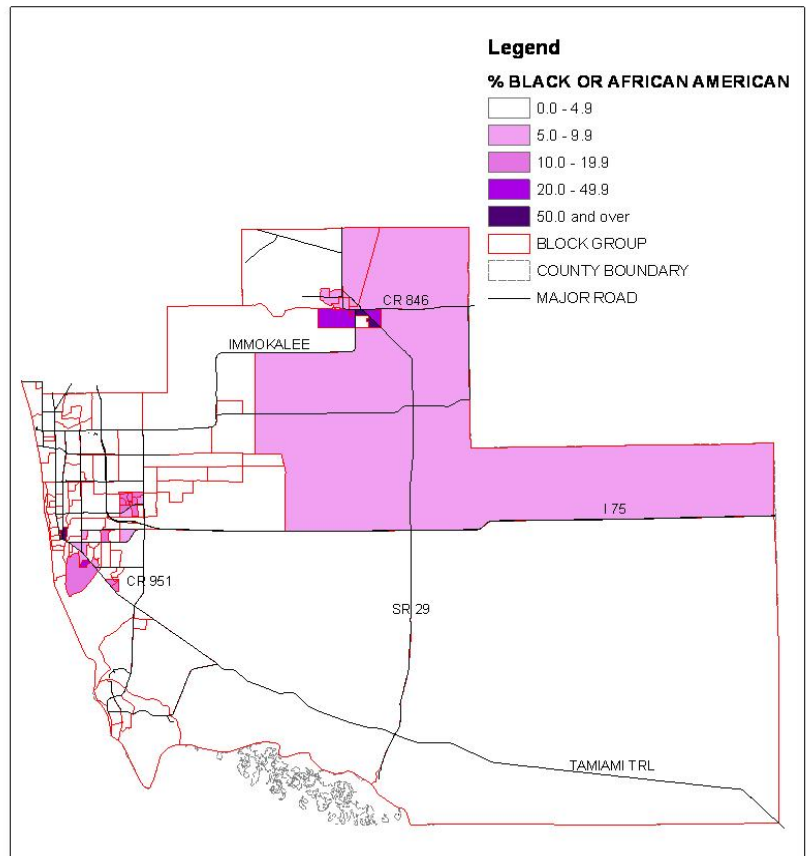 Legend
% BLACK OR AFRICAN AMERICAN
0.0 - 4.9
5.0 - 9.9
10.0 - 19.9
20.0 - 49.9
50.0 and over
BLOCK GROUP
COUNTY BOUNDARY
MAJOR ROAD
CR 846
IMMOKALEE
I 75
CR 951
SR 29
TAMIAMI TRL